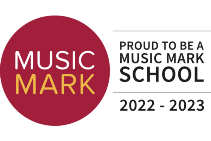 MUSIC
MARK
PROUD TO BE A
MUSIC MARK
SCHOOL
2022 - 2023